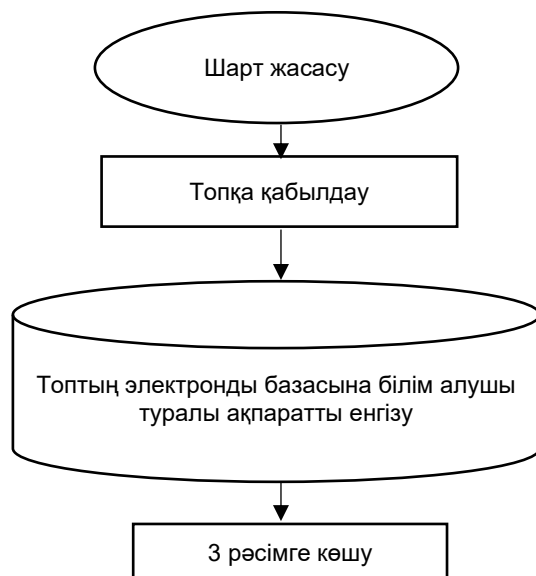 Шарт жасасу
Топқа қабылдау
Топтың электронды базасына білім алушы
туралы ақпаратты енгізу
3 рәсімге көшу